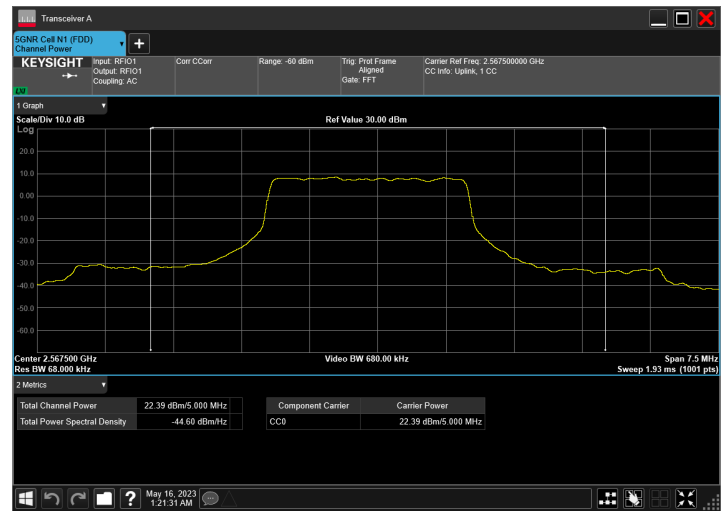 Transceiver A
5GNR Cell N1 (FDD)
Channel Power
KEYSIGHT
Input: RFIO1
Output: RFIO1
Coupling: AC
Corr CCorr
Range: -60 dBm
Trig: Prot Frame
Aligned
Gate: FFT
Carrier Ref Freq: 2.567500000 GHz
CC Info: Uplink, 1 CC
LXI
1 Graph
Scale/Div 10.0 dB
Ref Value 30.00 dBm
Log
20.0
10.0
0.00
-10.0
-20.0
-30.0
-40.0
-50.0
-60.0
Center 2.567500 GHz
Video BW 680.00 kHz
Span 7.5 MHz
Res BW 68.000 kHz
Sweep 1.93 ms (1001 pts)
2 Metrics
Total Channel Power 22.39 dBm/5.000 MHz
Total Power Spectral Density -44.60 dBm/Hz
Component Carrier Carrier Power
CC0 22.39 dBm/5.000 MHz
?
May 16, 2023
1:21:31 AM